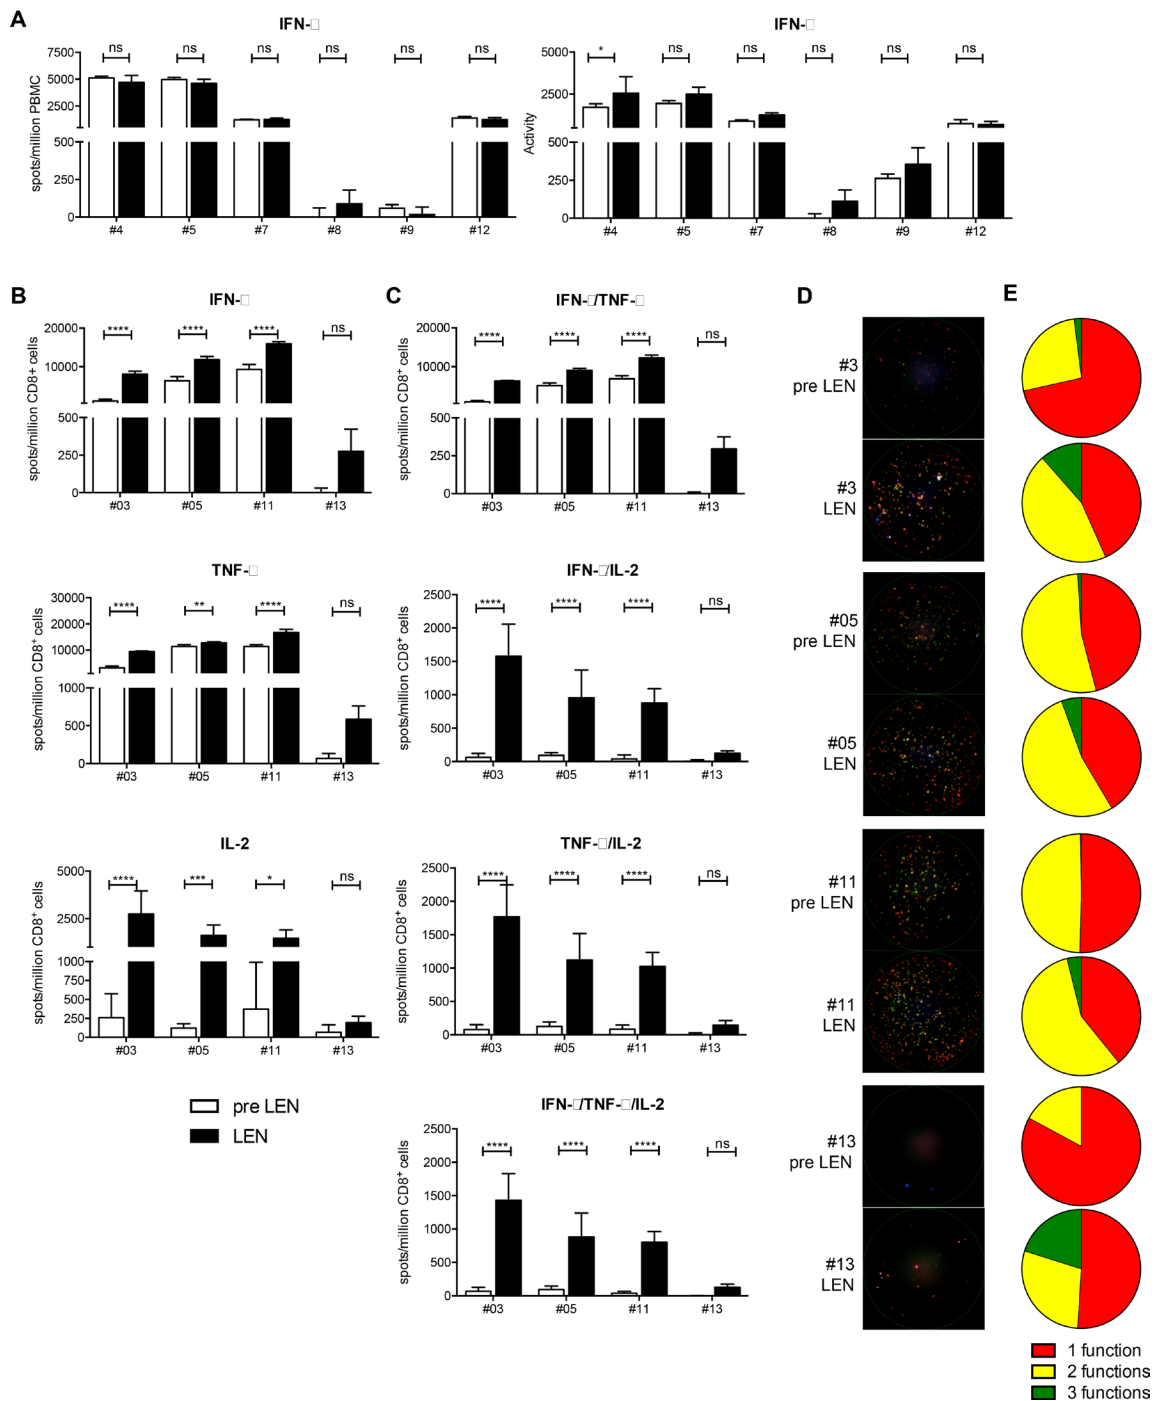 A
IFN-□
IFN-□
ns ns ns ns ns ns
* ns ns ns ns ns
spots/million PBMC
7500
5000
2500
500
250
0
#4 #5 #7 #8 #9 #12
Activity
5000
2500
500
250
0
#4 #5 #7 #8 #9 #12
B
IFN-□
**** **** **** ns
spots/million CD8+ cells
20000
10000
500
250
0
#03 #05 #11 #13
TNF-□
**** ** **** ns
spots/million CD8+ cells
30000
20000
10000
1000
500
0
#03 #05 #11 #13
IL-2
**** *** * ns
spots/million CD8+ cells
5000
2500
1000
750
500
250
0
#03 #05 #11 #13
pre LEN
LEN
C
IFN-□/TNF-□
**** **** **** ns
spots/million CD8+ cells
20000
10000
500
250
0
#03 #05 #11 #13
IFN-□/IL-2
**** **** **** ns
spots/million CD8+ cells
2500
2000
1500
1000
500
0
#03 #05 #11 #13
TNF-□/IL-2
**** **** **** ns
spots/million CD8+ cells
2500
2000
1500
1000
500
0
#03 #05 #11 #13
IFN-□/TNF-□/IL-2
**** **** **** ns
spots/million CD8+ cells
2500
2000
1500
1000
500
0
#03 #05 #11 #13
D
#3
pre LEN
#3
LEN
#05
pre LEN
#05
LEN
#11
pre LEN
#11
LEN
#13
pre LEN
#13
LEN
E
1 function
2 functions
3 functions